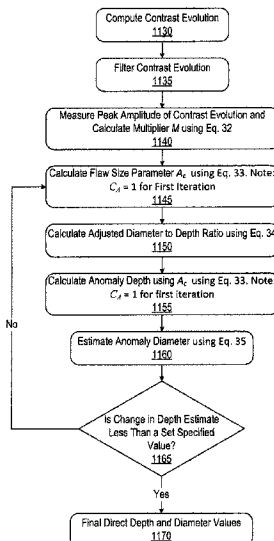 Compute Contrast Evolution
1130
Filter Contrast Evolution
1135
Measure Peak Amplitude of Contrast Evolution and
Calculate Multiplier M using Eq. 32
1140
Calculate Flaw Size Parameter Ac using Eq. 33. Note:
CA = 1 for First Iteration
1145
Calculate Adjusted Diameter to Depth Ratio using Eq. 34
1150
Calculate Anomaly Depth using Ac using Eq. 33. Note:
CA = 1 for first iteration
1155
Estimate Anomaly Diameter using Eq. 35
1160
No
Is Change in Depth Estimate
Less Than a Set Specified
Value?
1165
Yes
Final Direct Depth and Diameter Values
1170